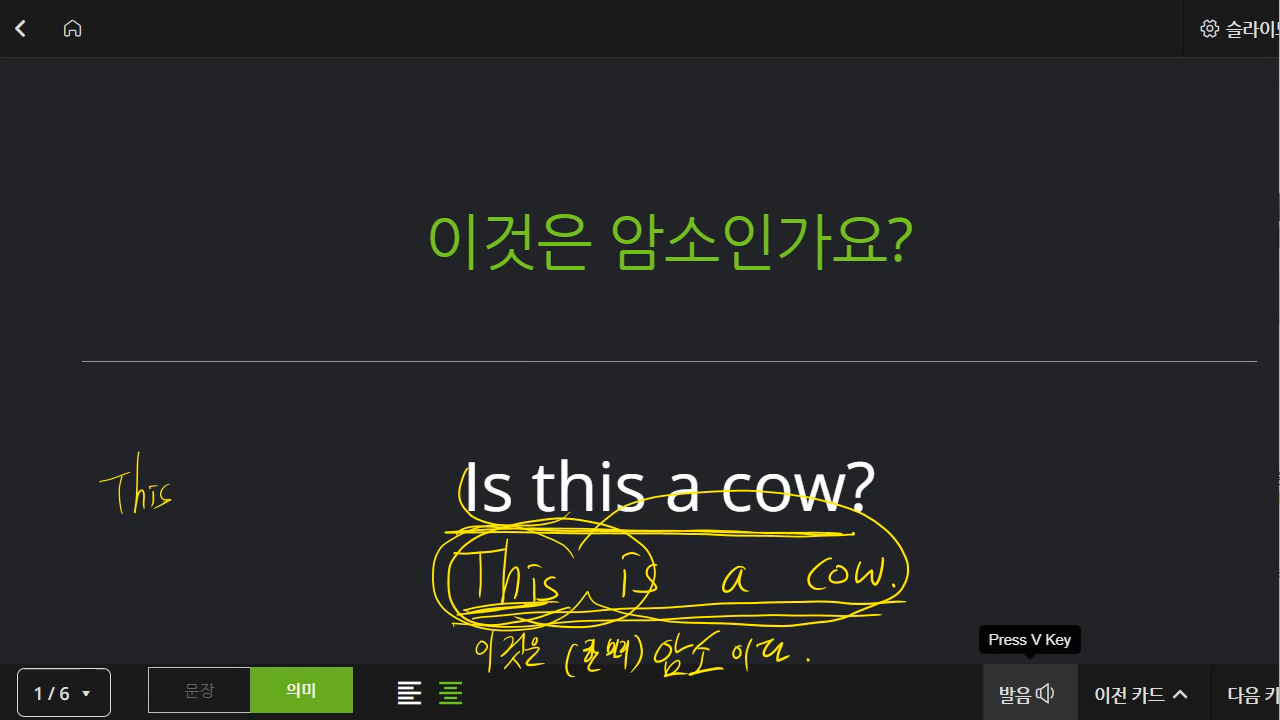 슬라이드
이것은 암소인가요?
Is this a cow?
This
This is a cow.
이것은 (한 마리) 암소이다.
Press V Key
1 / 6
문장
의미
발음
이전 카드
다음 카